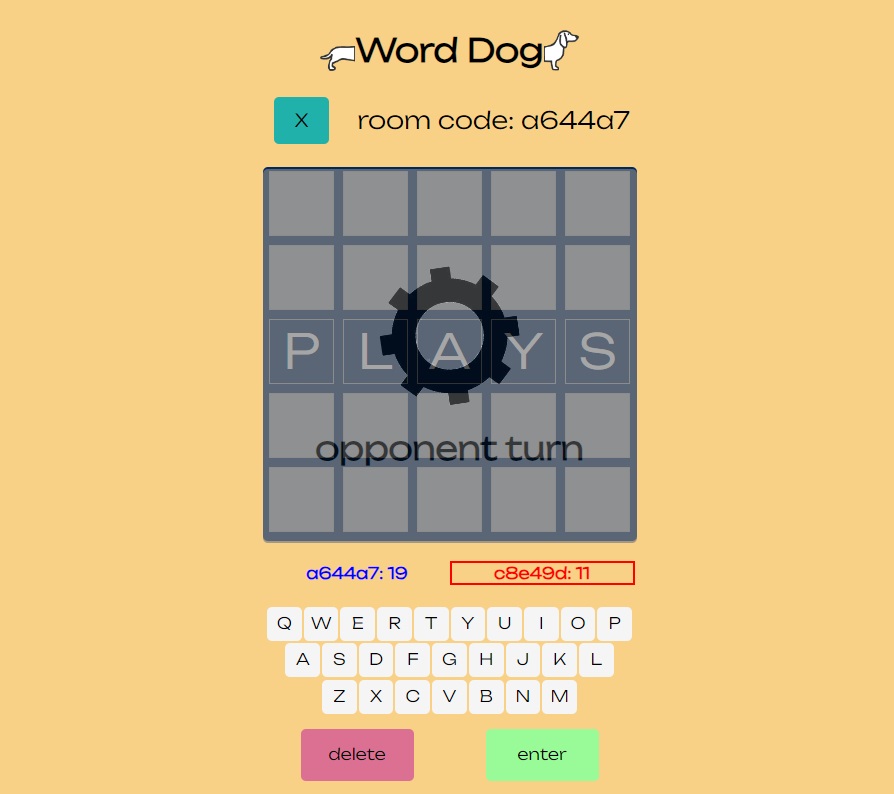 Word Dog
X room code: a644a7
P L A Y S
opponent turn
a644a7: 19 c8e49d: 11
Q W E R T Y U I O P
A S D F G H J K L
Z X C V B N M
delete enter